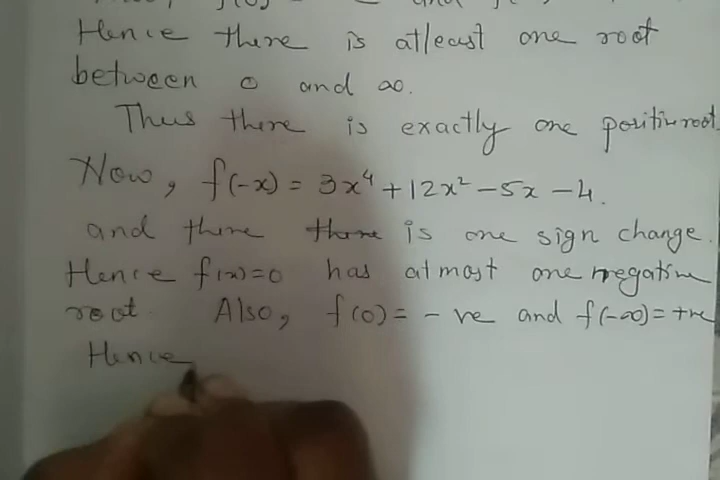 Hence there is atleast one root
between 0 and ∞.
Thus there is exactly one positive root.
Now, f(-x) = 3x⁴ + 12x² - 5x - 4.
and there there is one sign change.
Hence f(x)=0 has atmost one negative
root. Also, f(0) = - ve and f(-∞) = +ve
Hence